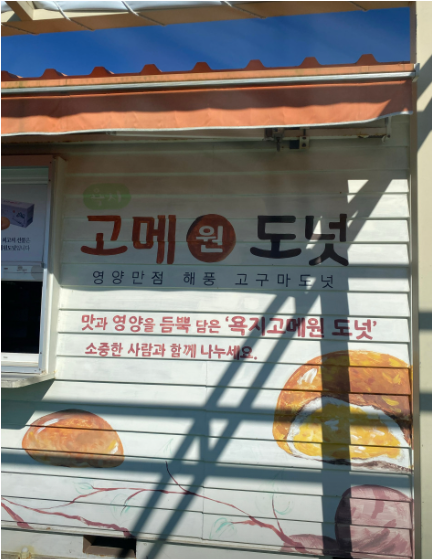 고메원 도넛
영양만점 해풍 고구마도넛
맛과 영양을 듬뿍 담은 '욕지고메원 도넛'
소중한 사람과 함께 나누세요.